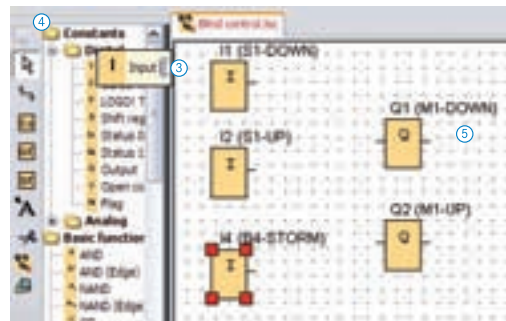 ④
Constants
Blind control.lsc
Digital
I Input
③
LOGO! T
Shift reg
Status 0
Status 1
Output
Open co
Flag
Analog
Basic function
AND
AND (Edge)
NAND
NAND (Edge
I1 (S1-DOWN)
I
I2 (S1-UP)
I
I4 (B4-STORM)
I
Q1 (M1-DOWN)
Q
⑤
Q2 (M1-UP)
Q